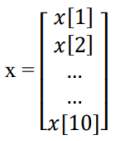 x[1]
x[2]
x = ...
...
x[10]